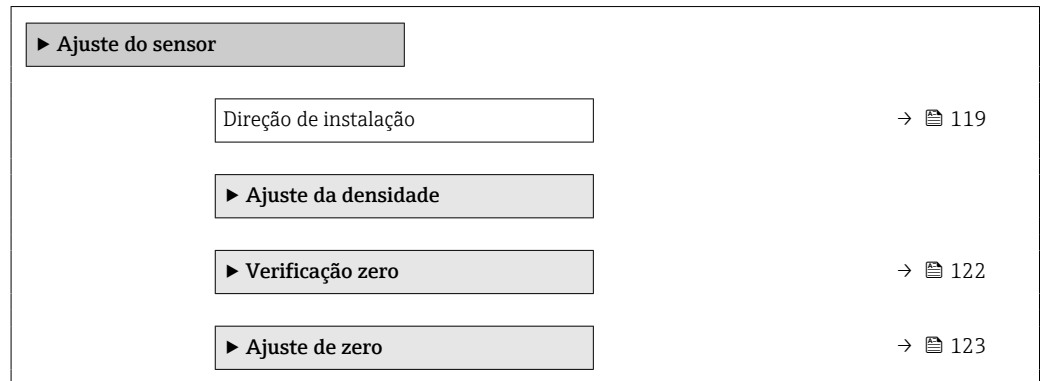 ▶ Ajuste do sensor
Direção de instalação → 119
▶ Ajuste da densidade
▶ Verificação zero → 122
▶ Ajuste de zero → 123